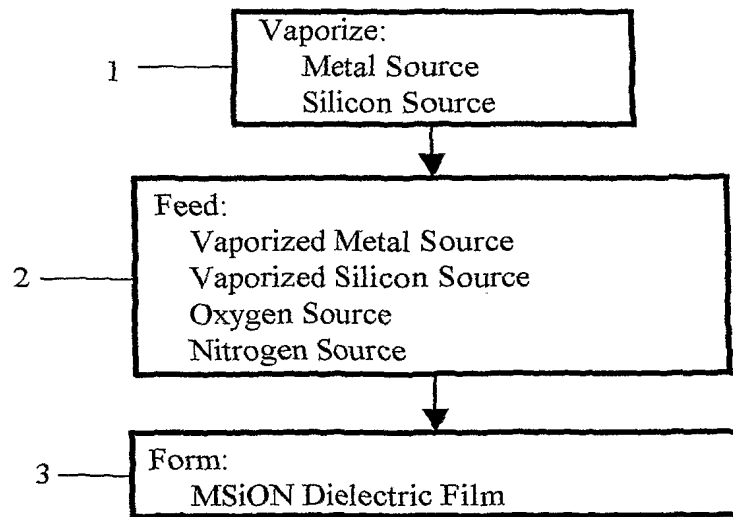 1
Vaporize:
Metal Source
Silicon Source
2
Feed:
Vaporized Metal Source
Vaporized Silicon Source
Oxygen Source
Nitrogen Source
3
Form:
MSiON Dielectric Film